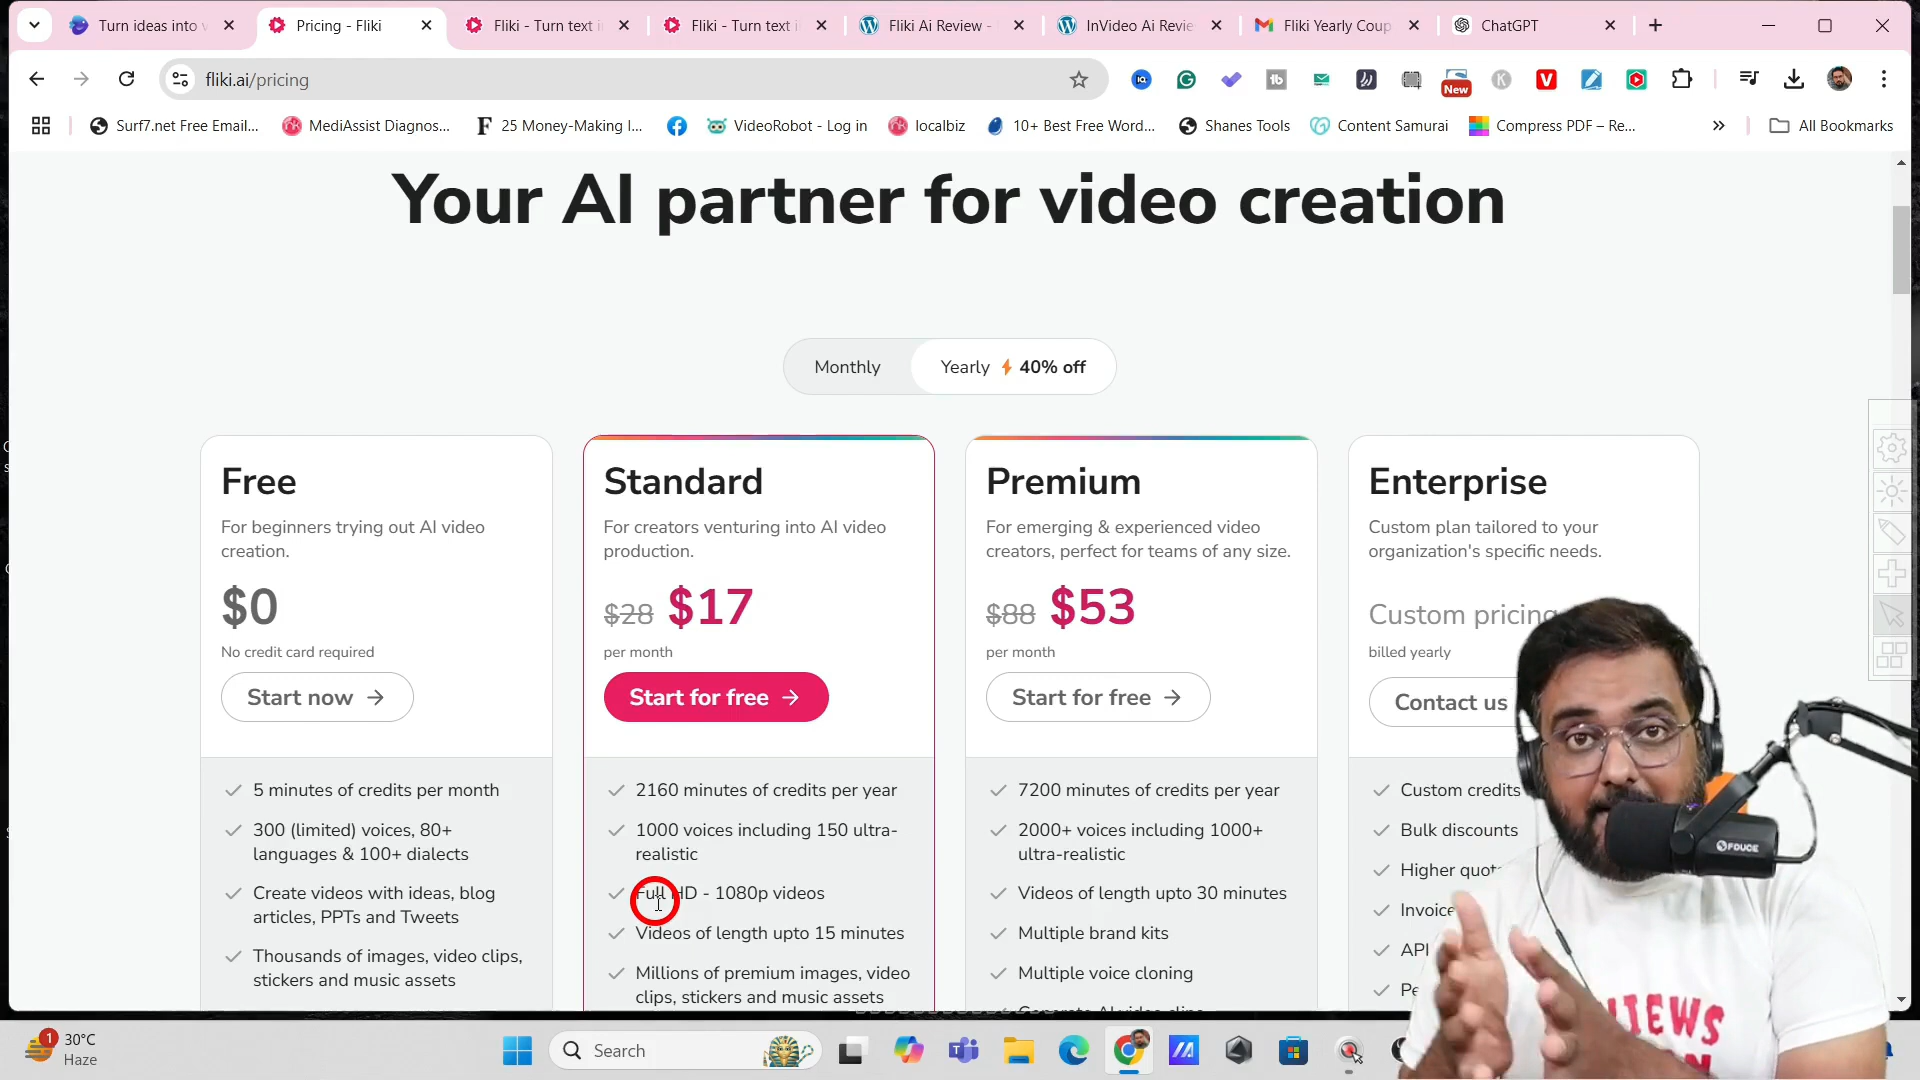 Turn ideas into v
Pricing - Fliki
Fliki - Turn text i
Fliki - Turn text i
Fliki Ai Review -
InVideo Ai Revie
Fliki Yearly Coup
ChatGPT
fliki.ai/pricing
New
Surf7.net Free Email...
MediAssist Diagnos...
25 Money-Making I...
VideoRobot - Log in
localbiz
10+ Best Free Word...
Shanes Tools
Content Samurai
Compress PDF – Re...
All Bookmarks
Your AI partner for video creation
Monthly
Yearly 40% off
Free
For beginners trying out AI video
creation.
$0
No credit card required
Start now
5 minutes of credits per month
300 (limited) voices, 80+
languages & 100+ dialects
Create videos with ideas, blog
articles, PPTs and Tweets
Thousands of images, video clips,
stickers and music assets
Standard
For creators venturing into AI video
production.
$28 $17
per month
Start for free
2160 minutes of credits per year
1000 voices including 150 ultra-
realistic
Full HD - 1080p videos
Videos of length upto 15 minutes
Millions of premium images, video
clips, stickers and music assets
Premium
For emerging & experienced video
creators, perfect for teams of any size.
$88 $53
per month
Start for free
7200 minutes of credits per year
2000+ voices including 1000+
ultra-realistic
Videos of length upto 30 minutes
Multiple brand kits
Multiple voice cloning
Enterprise
Custom plan tailored to your
organization's specific needs.
Custom pricing
billed yearly
Contact us
Custom credits
Bulk discounts
Higher quot
Invoice
API
Pe
FDUCE
1
30°C
Haze
Search